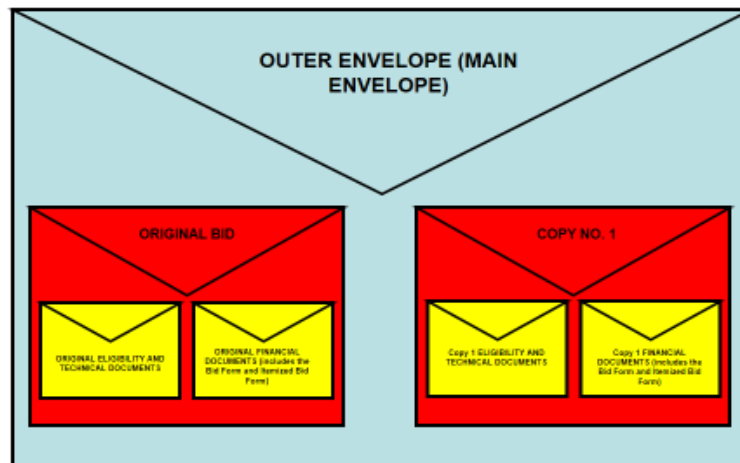 OUTER ENVELOPE (MAIN
ENVELOPE)
ORIGINAL BID
COPY NO. 1
ORIGINAL ELIGIBILITY AND
TECHNICAL DOCUMENTS
ORIGINAL FINANCIAL
DOCUMENTS (includes the
Bid Form and Itemized Bid
Form)
Copy 1 ELIGIBILITY AND
TECHNICAL DOCUMENTS
Copy 1 FINANCIAL
DOCUMENTS (includes the
Bid Form and Itemized Bid
Form)